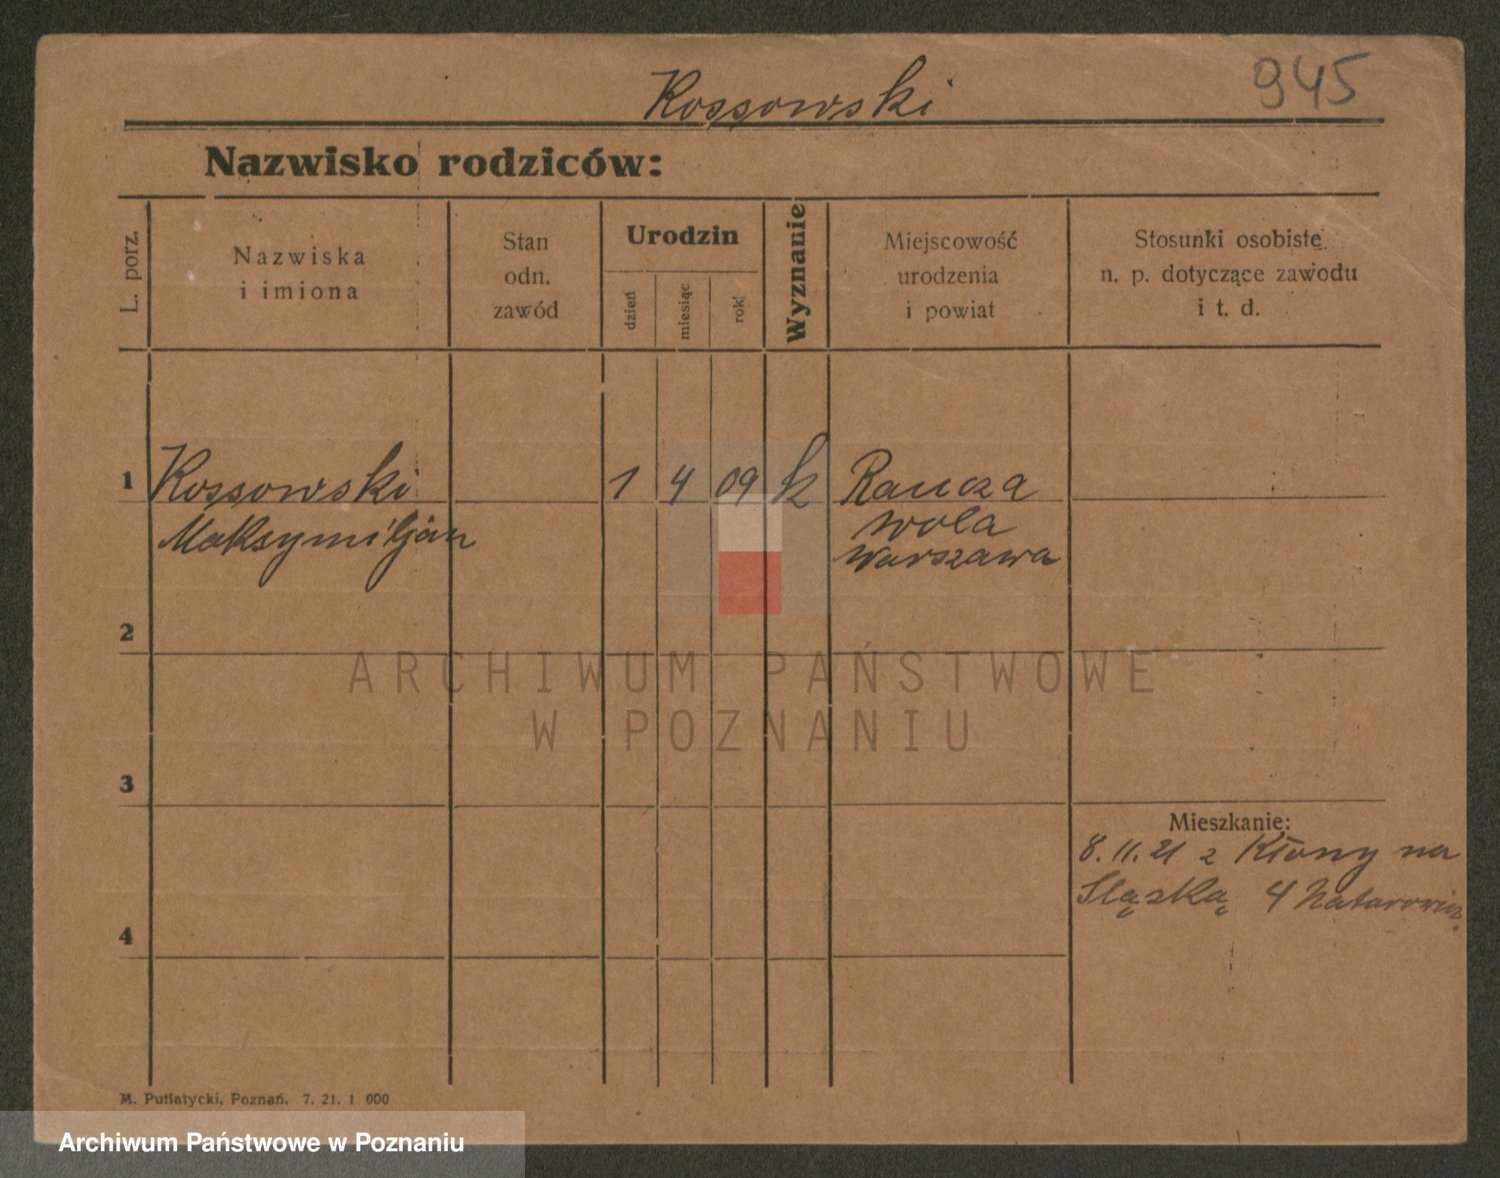 Kossowski
945
Nazwisko rodziców:
L. porz.
Nazwiska
i imiona
Stan
odn.
zawód
Urodzin
dzień
miesiąc
rok
Wyznanie
Miejscowość
urodzenia
i powiat
Stosunki osobiste
n. p. dotyczące zawodu
i t. d.
1
Kossowski 1 4 09 k
Maksymiljan
wola
Warszawa
2
ARCHIWUM PAŃSTWOWE
W POZNANIU
3
Mieszkanie:
8.11.21 z Kłony na
Śląską 4
4
M. Putiatycki, Poznań. 7. 21. 1 000
Archiwum Państwowe w Poznaniu